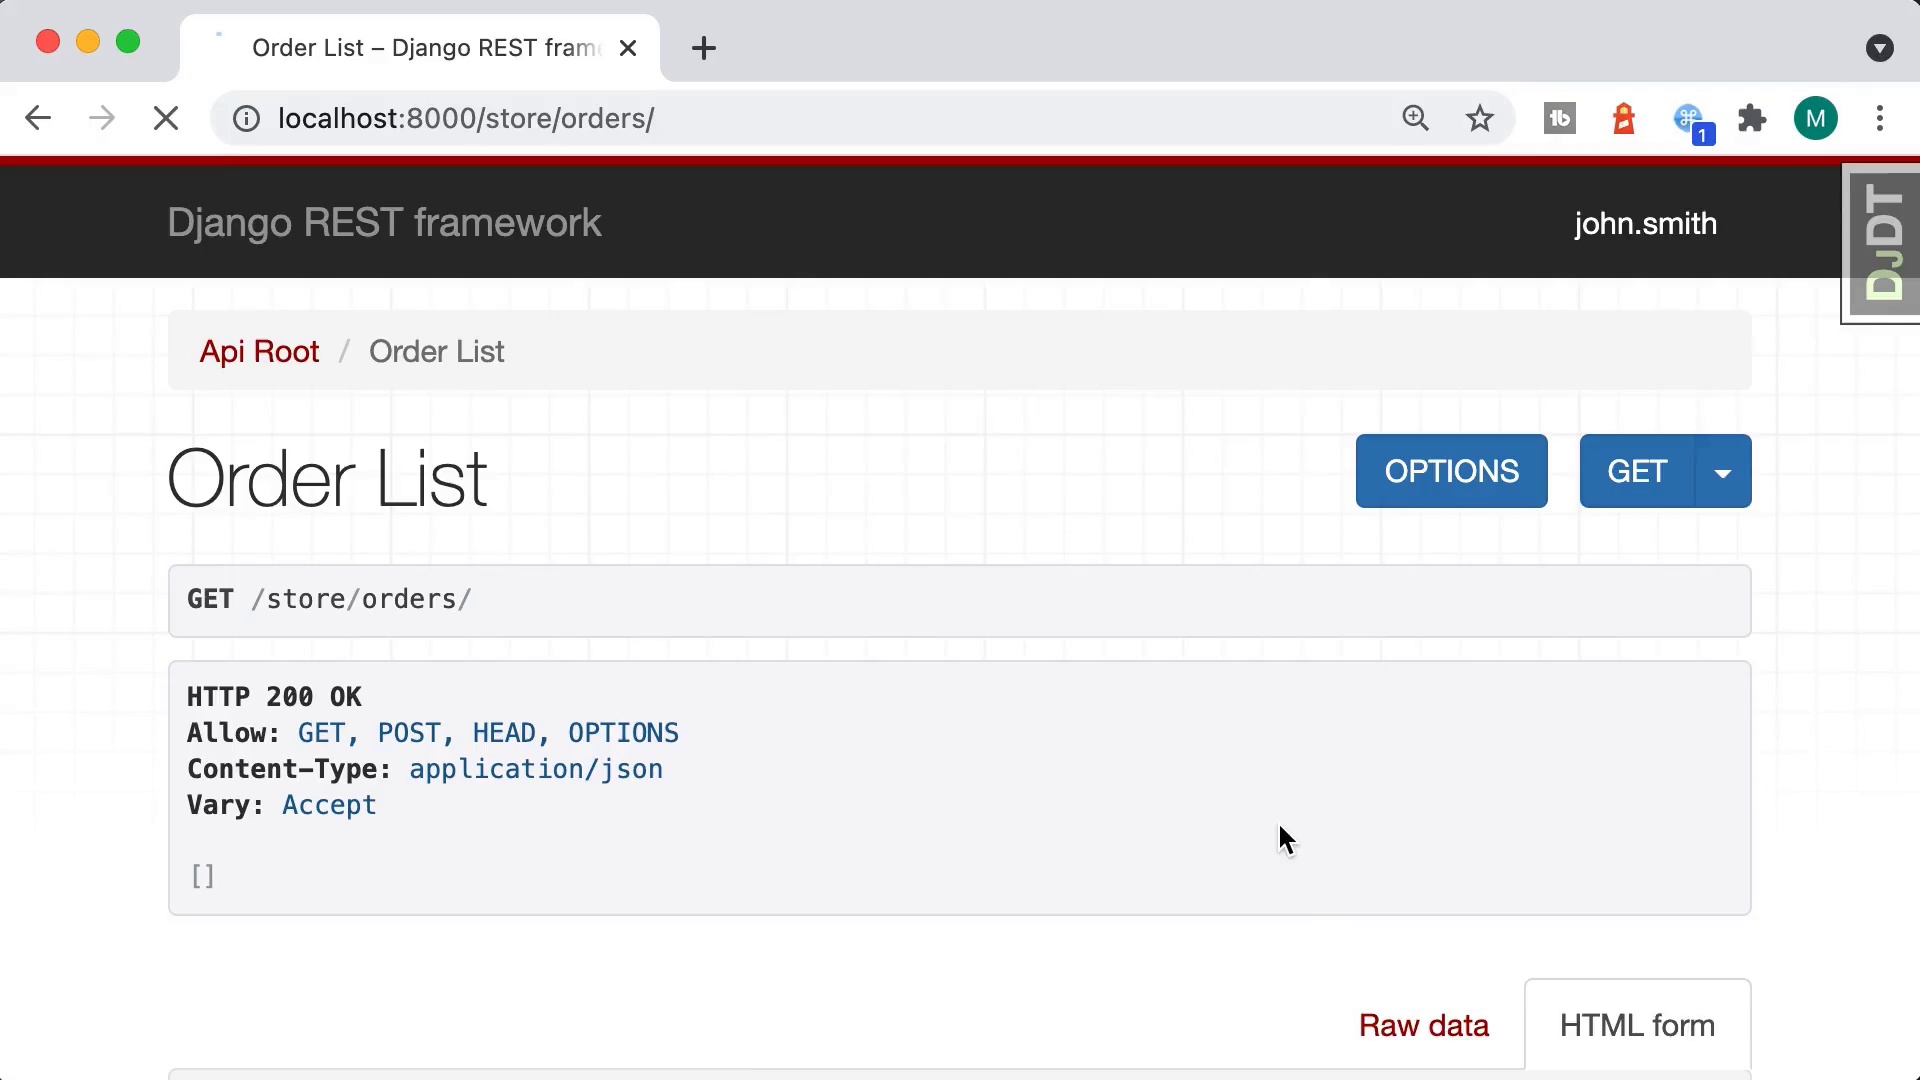 Order List – Django REST fram
localhost:8000/store/orders/
1
M
Django REST framework
john.smith
DJDT
Api Root / Order List
Order List
OPTIONS
GET
GET /store/orders/
HTTP 200 OK
Allow: GET, POST, HEAD, OPTIONS
Content-Type: application/json
Vary: Accept
[]
Raw data
HTML form